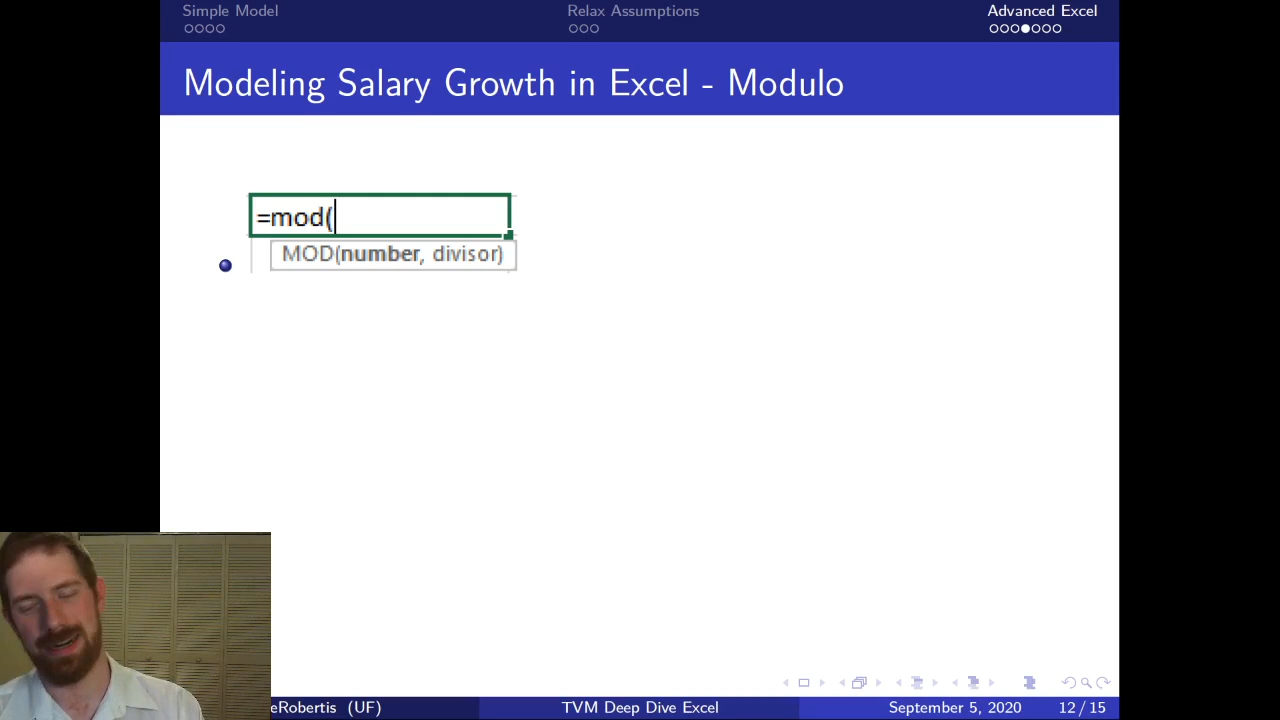 Simple Model
Relax Assumptions
Advanced Excel
Modeling Salary Growth in Excel - Modulo
=mod(
MOD(number, divisor)
eRobertis (UF)
TVM Deep Dive Excel
September 5, 2020
12 / 15